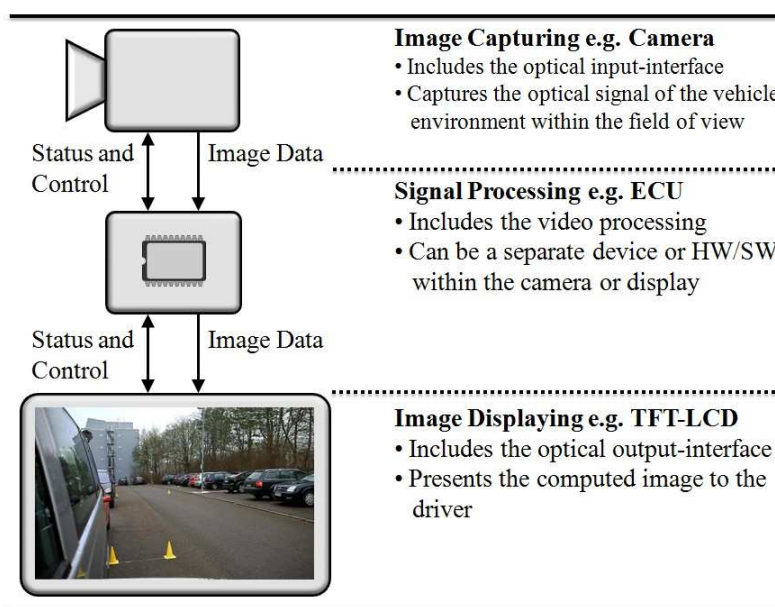 Image Capturing e.g. Camera
• Includes the optical input-interface
• Captures the optical signal of the vehicle
environment within the field of view
Status and
Control
Image Data
Signal Processing e.g. ECU
• Includes the video processing
• Can be a separate device or HW/SW
within the camera or display
Status and
Control
Image Data
Image Displaying e.g. TFT-LCD
• Includes the optical output-interface
• Presents the computed image to the
driver